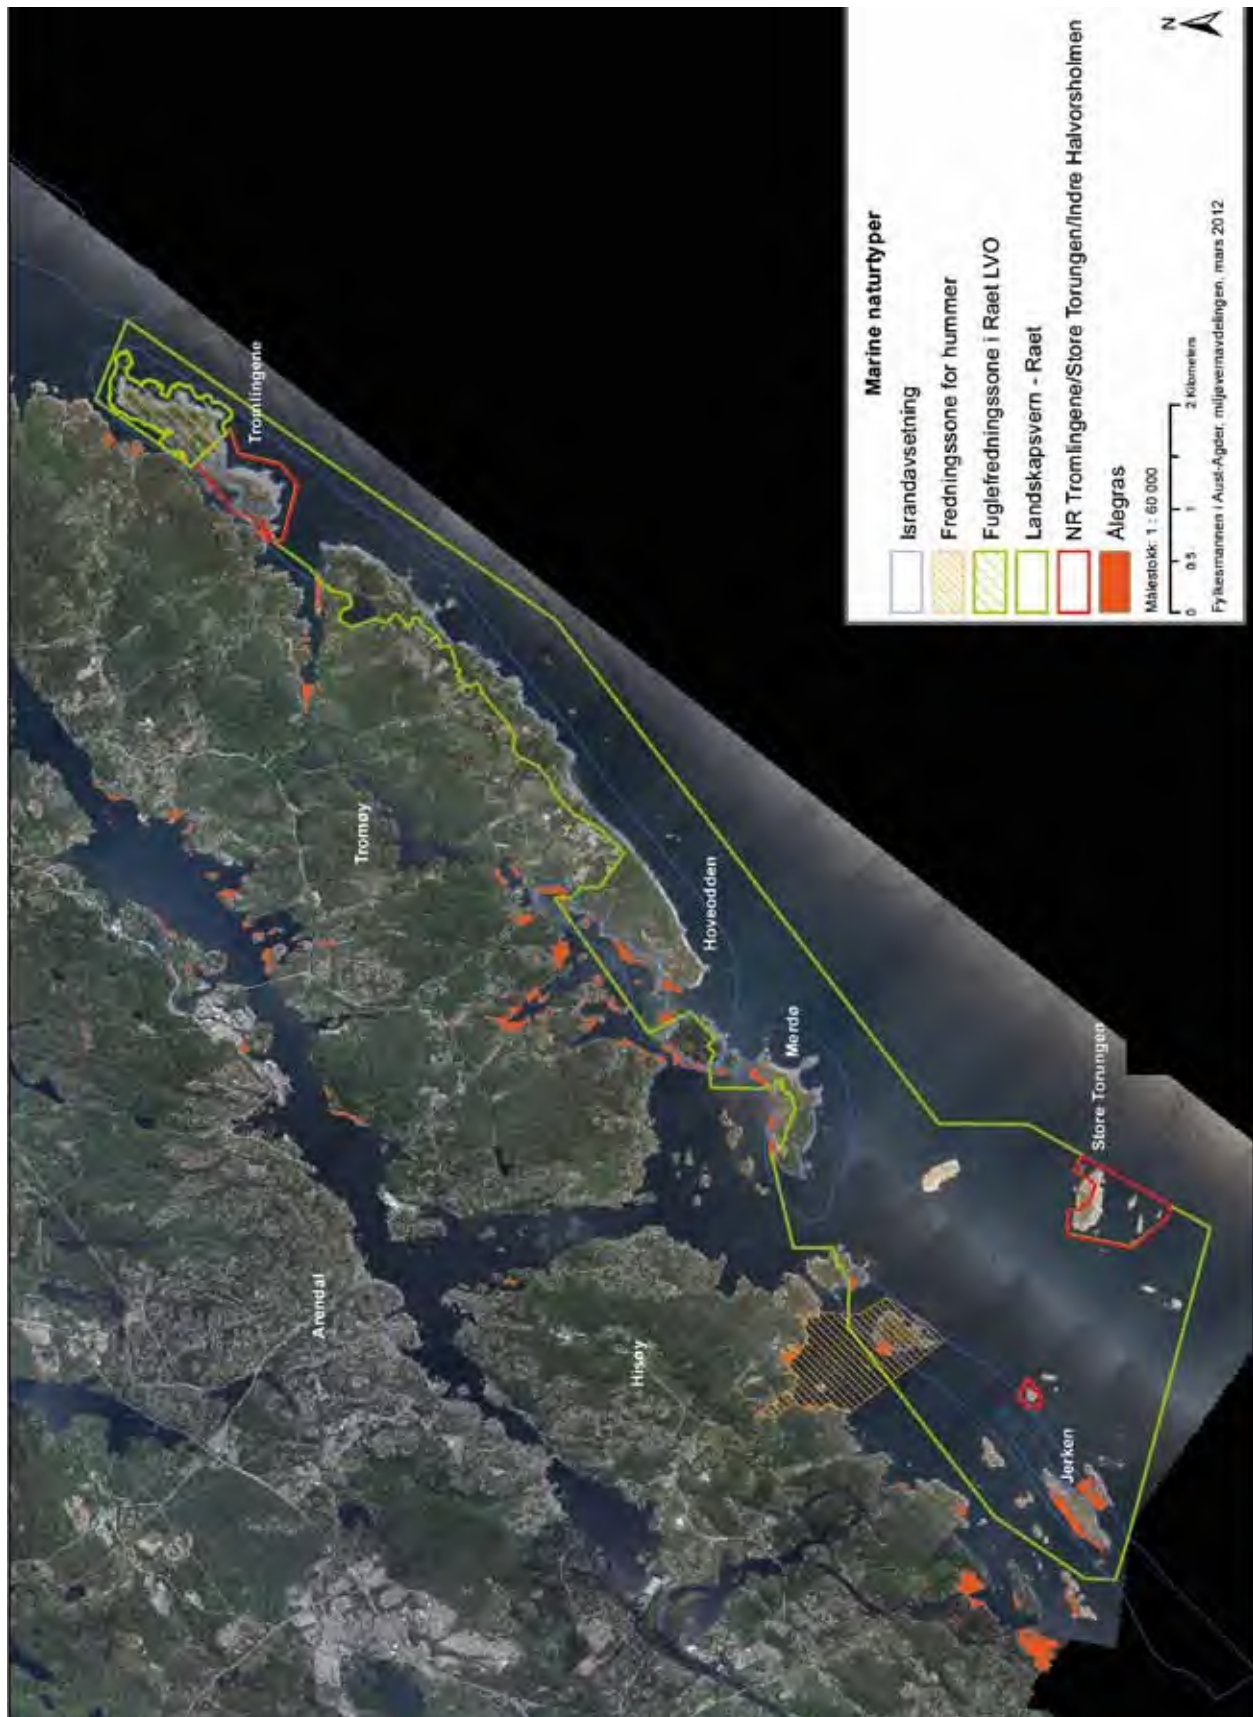 Marine naturtyper
Israndavsetning
Fredningssone for hummer
Fuglefredningssone i Raet LVO
Landskapsvern - Raet
NR Tromlingene/Store Torungen/Indre Halvorsholmen
Ålegras
Målestokk: 1 : 60 000
0 0.5 1 2 Kilometers
Fylkesmannen i Aust-Agder, miljøvernavdelingen, mars 2012
N
Tromlingene
Tromøy
Hoveodden
Merdø
Store Torungen
Arendal
Hisøy
Jerken